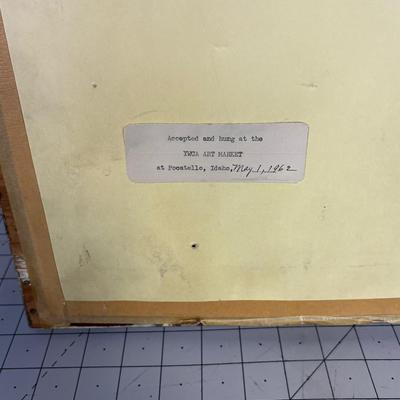 Accepted and hung at the
YWCA ART MARKET
at Pocatello, Idaho, May 1, 1962